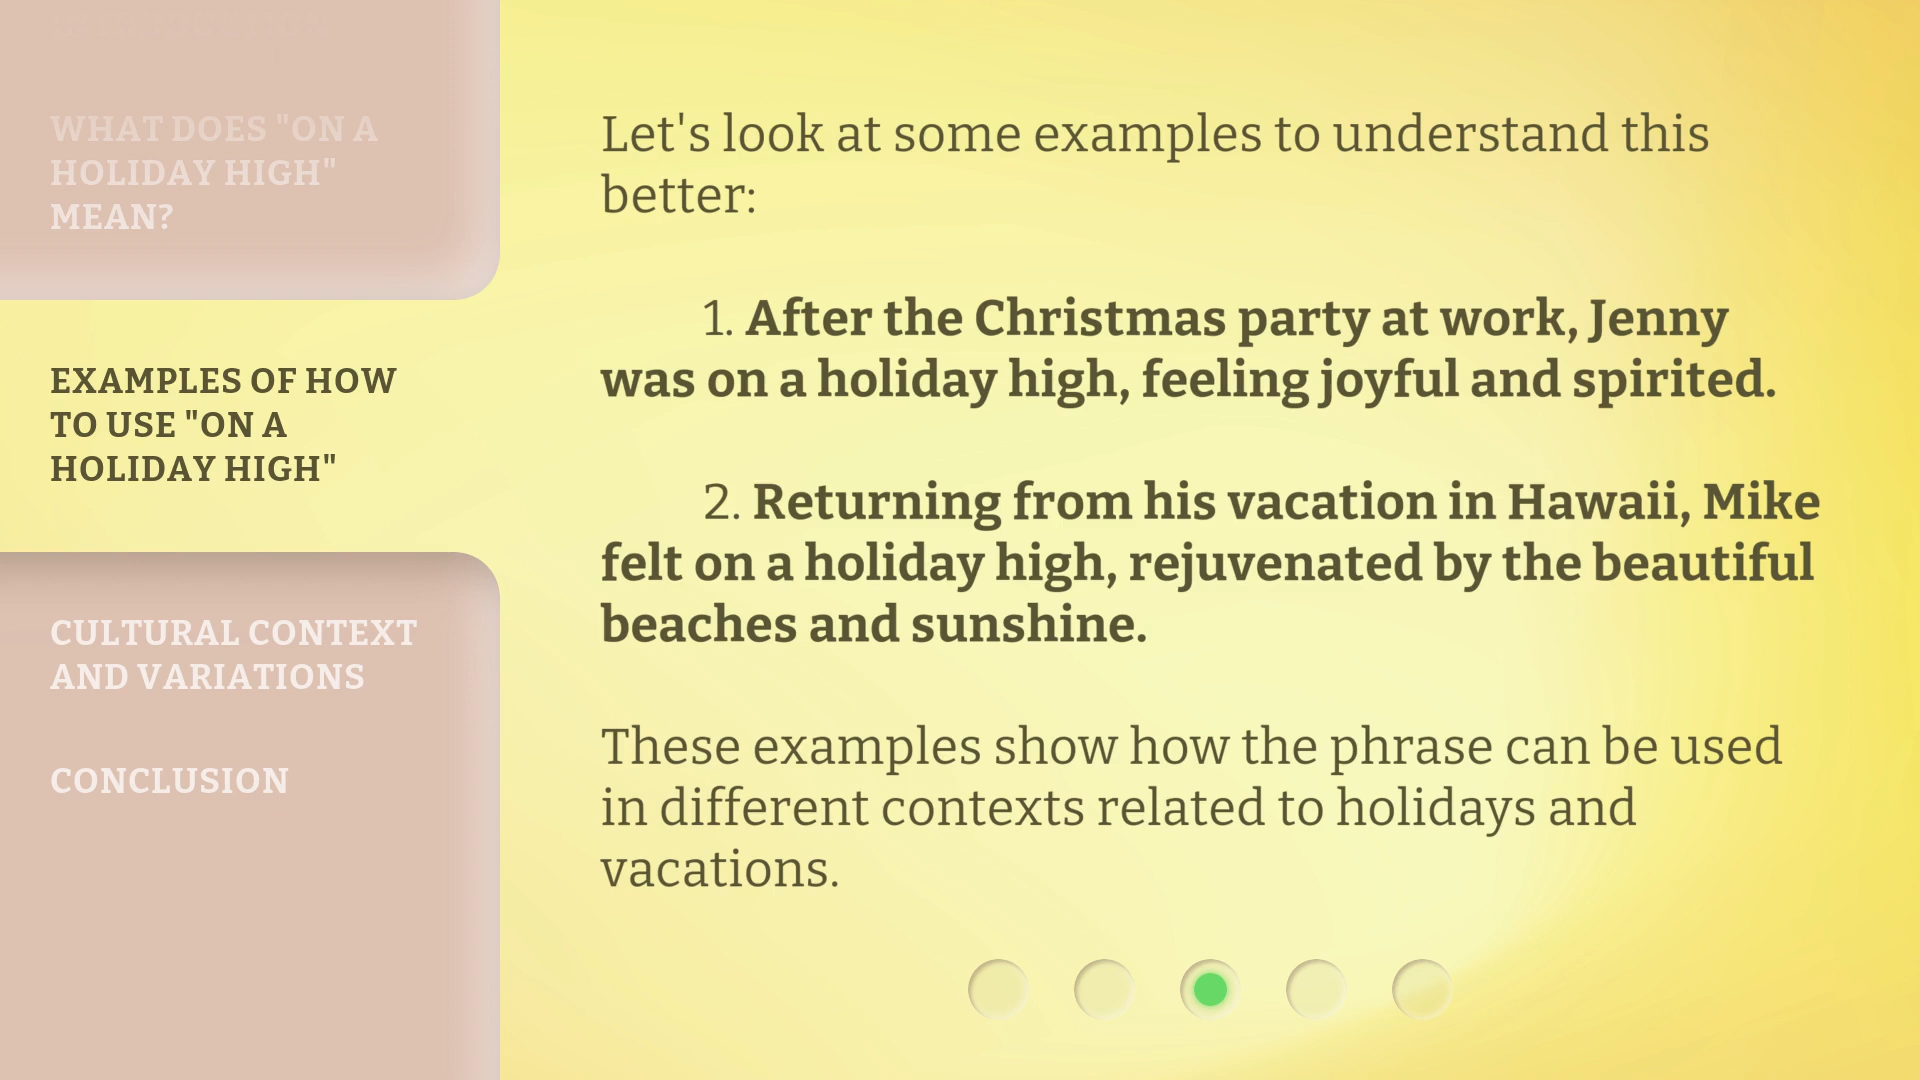 WHAT DOES "ON A
HOLIDAY HIGH"
MEAN?
EXAMPLES OF HOW
TO USE "ON A
HOLIDAY HIGH"
CULTURAL CONTEXT
AND VARIATIONS
CONCLUSION
Let's look at some examples to understand this
better:
1. After the Christmas party at work, Jenny
was on a holiday high, feeling joyful and spirited.
2. Returning from his vacation in Hawaii, Mike
felt on a holiday high, rejuvenated by the beautiful
beaches and sunshine.
These examples show how the phrase can be used
in different contexts related to holidays and
vacations.